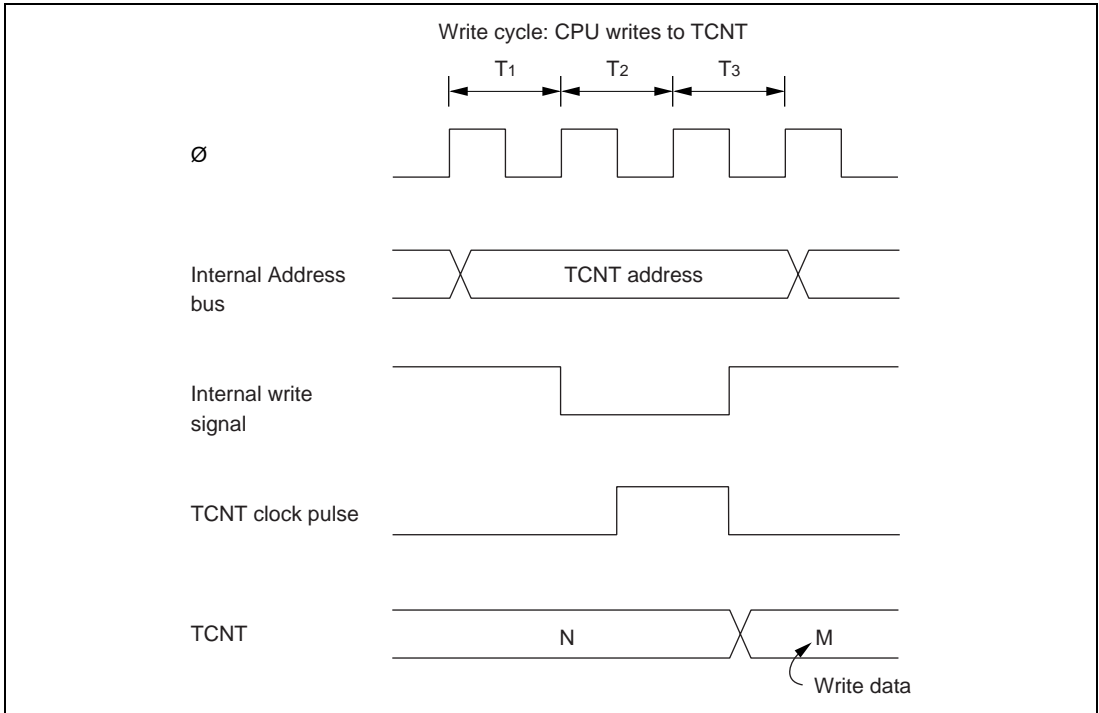 Write cycle: CPU writes to TCNT
T1 T2 T3
Ø
Internal Address
bus
TCNT address
Internal write
signal
TCNT clock pulse
TCNT
N
M
Write data